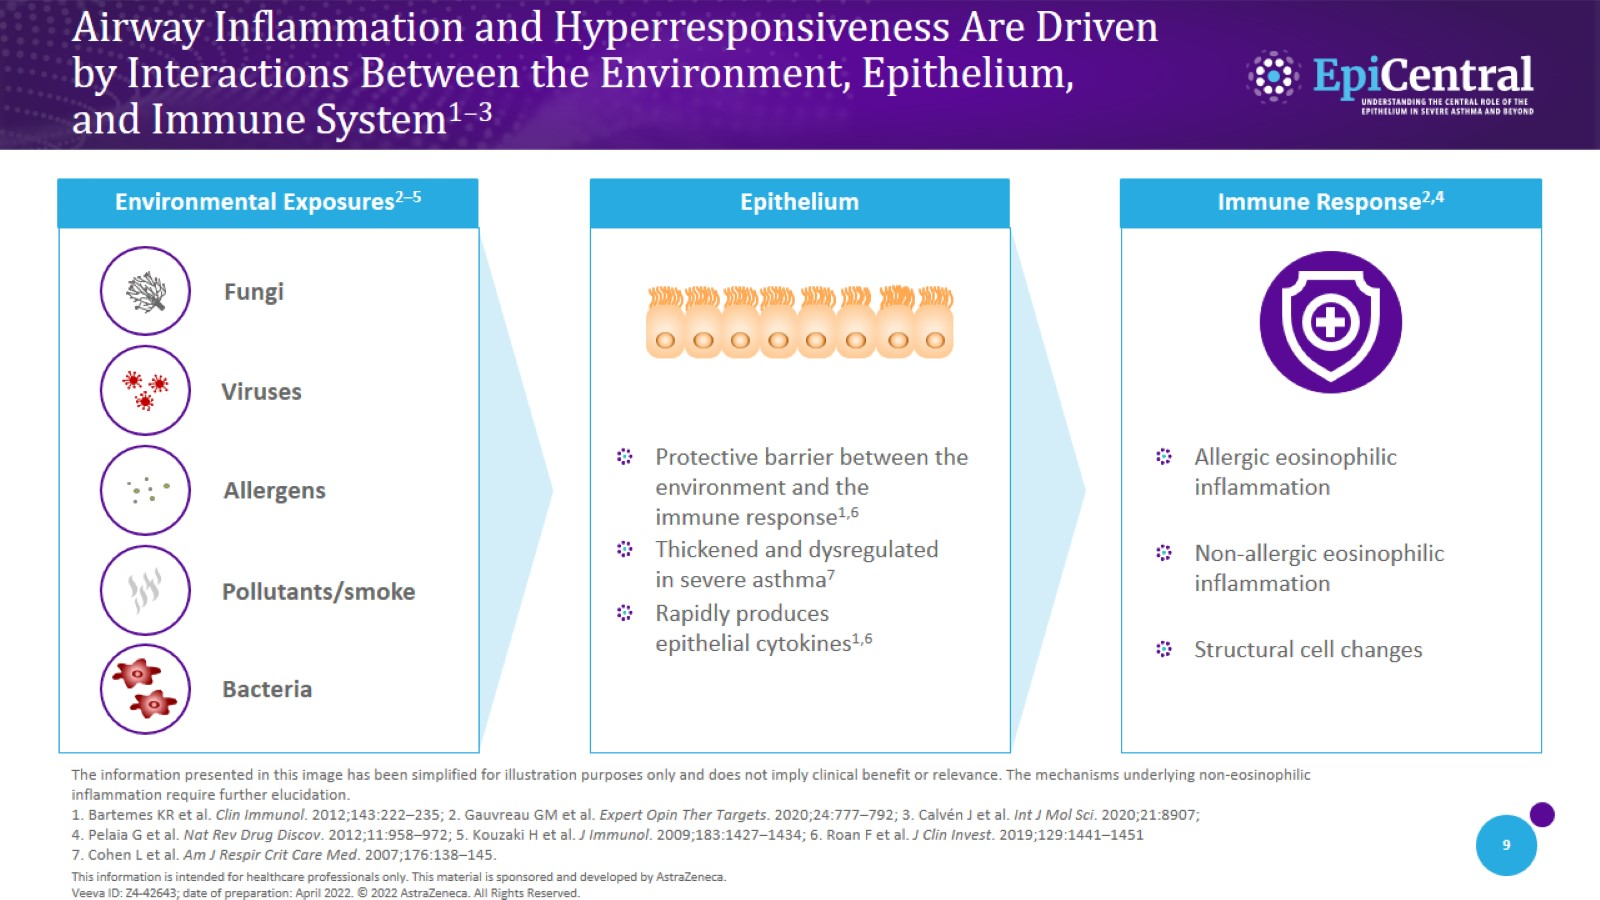 Airway Inflammation and Hyperresponsiveness Are Driven
by Interactions Between the Environment, Epithelium,
and Immune System1–3
EpiCentral
UNDERSTANDING THE CENTRAL ROLE OF THE
EPITHELIUM IN SEVERE ASTHMA AND BEYOND
Environmental Exposures2–5
Fungi
Viruses
Allergens
Pollutants/smoke
Bacteria
Epithelium
Protective barrier between the
environment and the
immune response1,6
Thickened and dysregulated
in severe asthma7
Rapidly produces
epithelial cytokines1,6
Immune Response2,4
Allergic eosinophilic
inflammation
Non-allergic eosinophilic
inflammation
Structural cell changes
The information presented in this image has been simplified for illustration purposes only and does not imply clinical benefit or relevance. The mechanisms underlying non-eosinophilic
inflammation require further elucidation.
1. Bartemes KR et al. Clin Immunol. 2012;143:222–235; 2. Gauvreau GM et al. Expert Opin Ther Targets. 2020;24:777–792; 3. Calvén J et al. Int J Mol Sci. 2020;21:8907;
4. Pelaia G et al. Nat Rev Drug Discov. 2012;11:958–972; 5. Kouzaki H et al. J Immunol. 2009;183:1427–1434; 6. Roan F et al. J Clin Invest. 2019;129:1441–1451
7. Cohen L et al. Am J Respir Crit Care Med. 2007;176:138–145.
This information is intended for healthcare professionals only. This material is sponsored and developed by AstraZeneca.
Veeva ID: Z4-42643; date of preparation: April 2022. © 2022 AstraZeneca. All Rights Reserved.
9